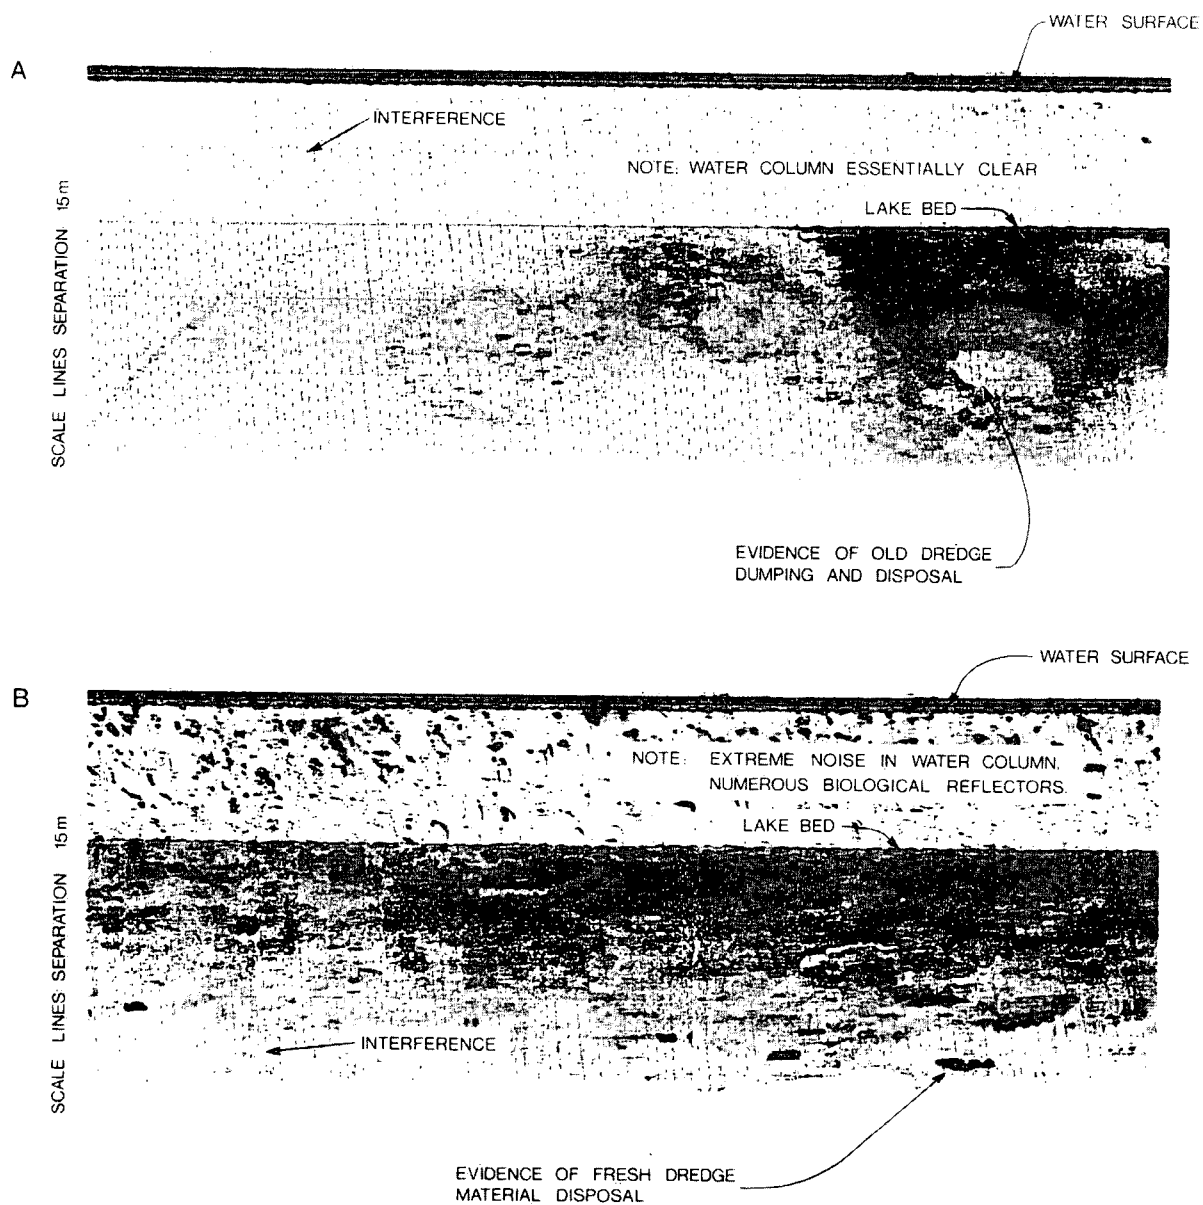 WATER SURFACE
A
INTERFERENCE
NOTE: WATER COLUMN ESSENTIALLY CLEAR
LAKE BED
SCALE LINES SEPARATION 15m
EVIDENCE OF OLD DREDGE
DUMPING AND DISPOSAL
WATER SURFACE
B
NOTE: EXTREME NOISE IN WATER COLUMN,
NUMEROUS BIOLOGICAL REFLECTORS.
LAKE BED
SCALE LINES SEPARATION 15m
INTERFERENCE
EVIDENCE OF FRESH DREDGE
MATERIAL DISPOSAL